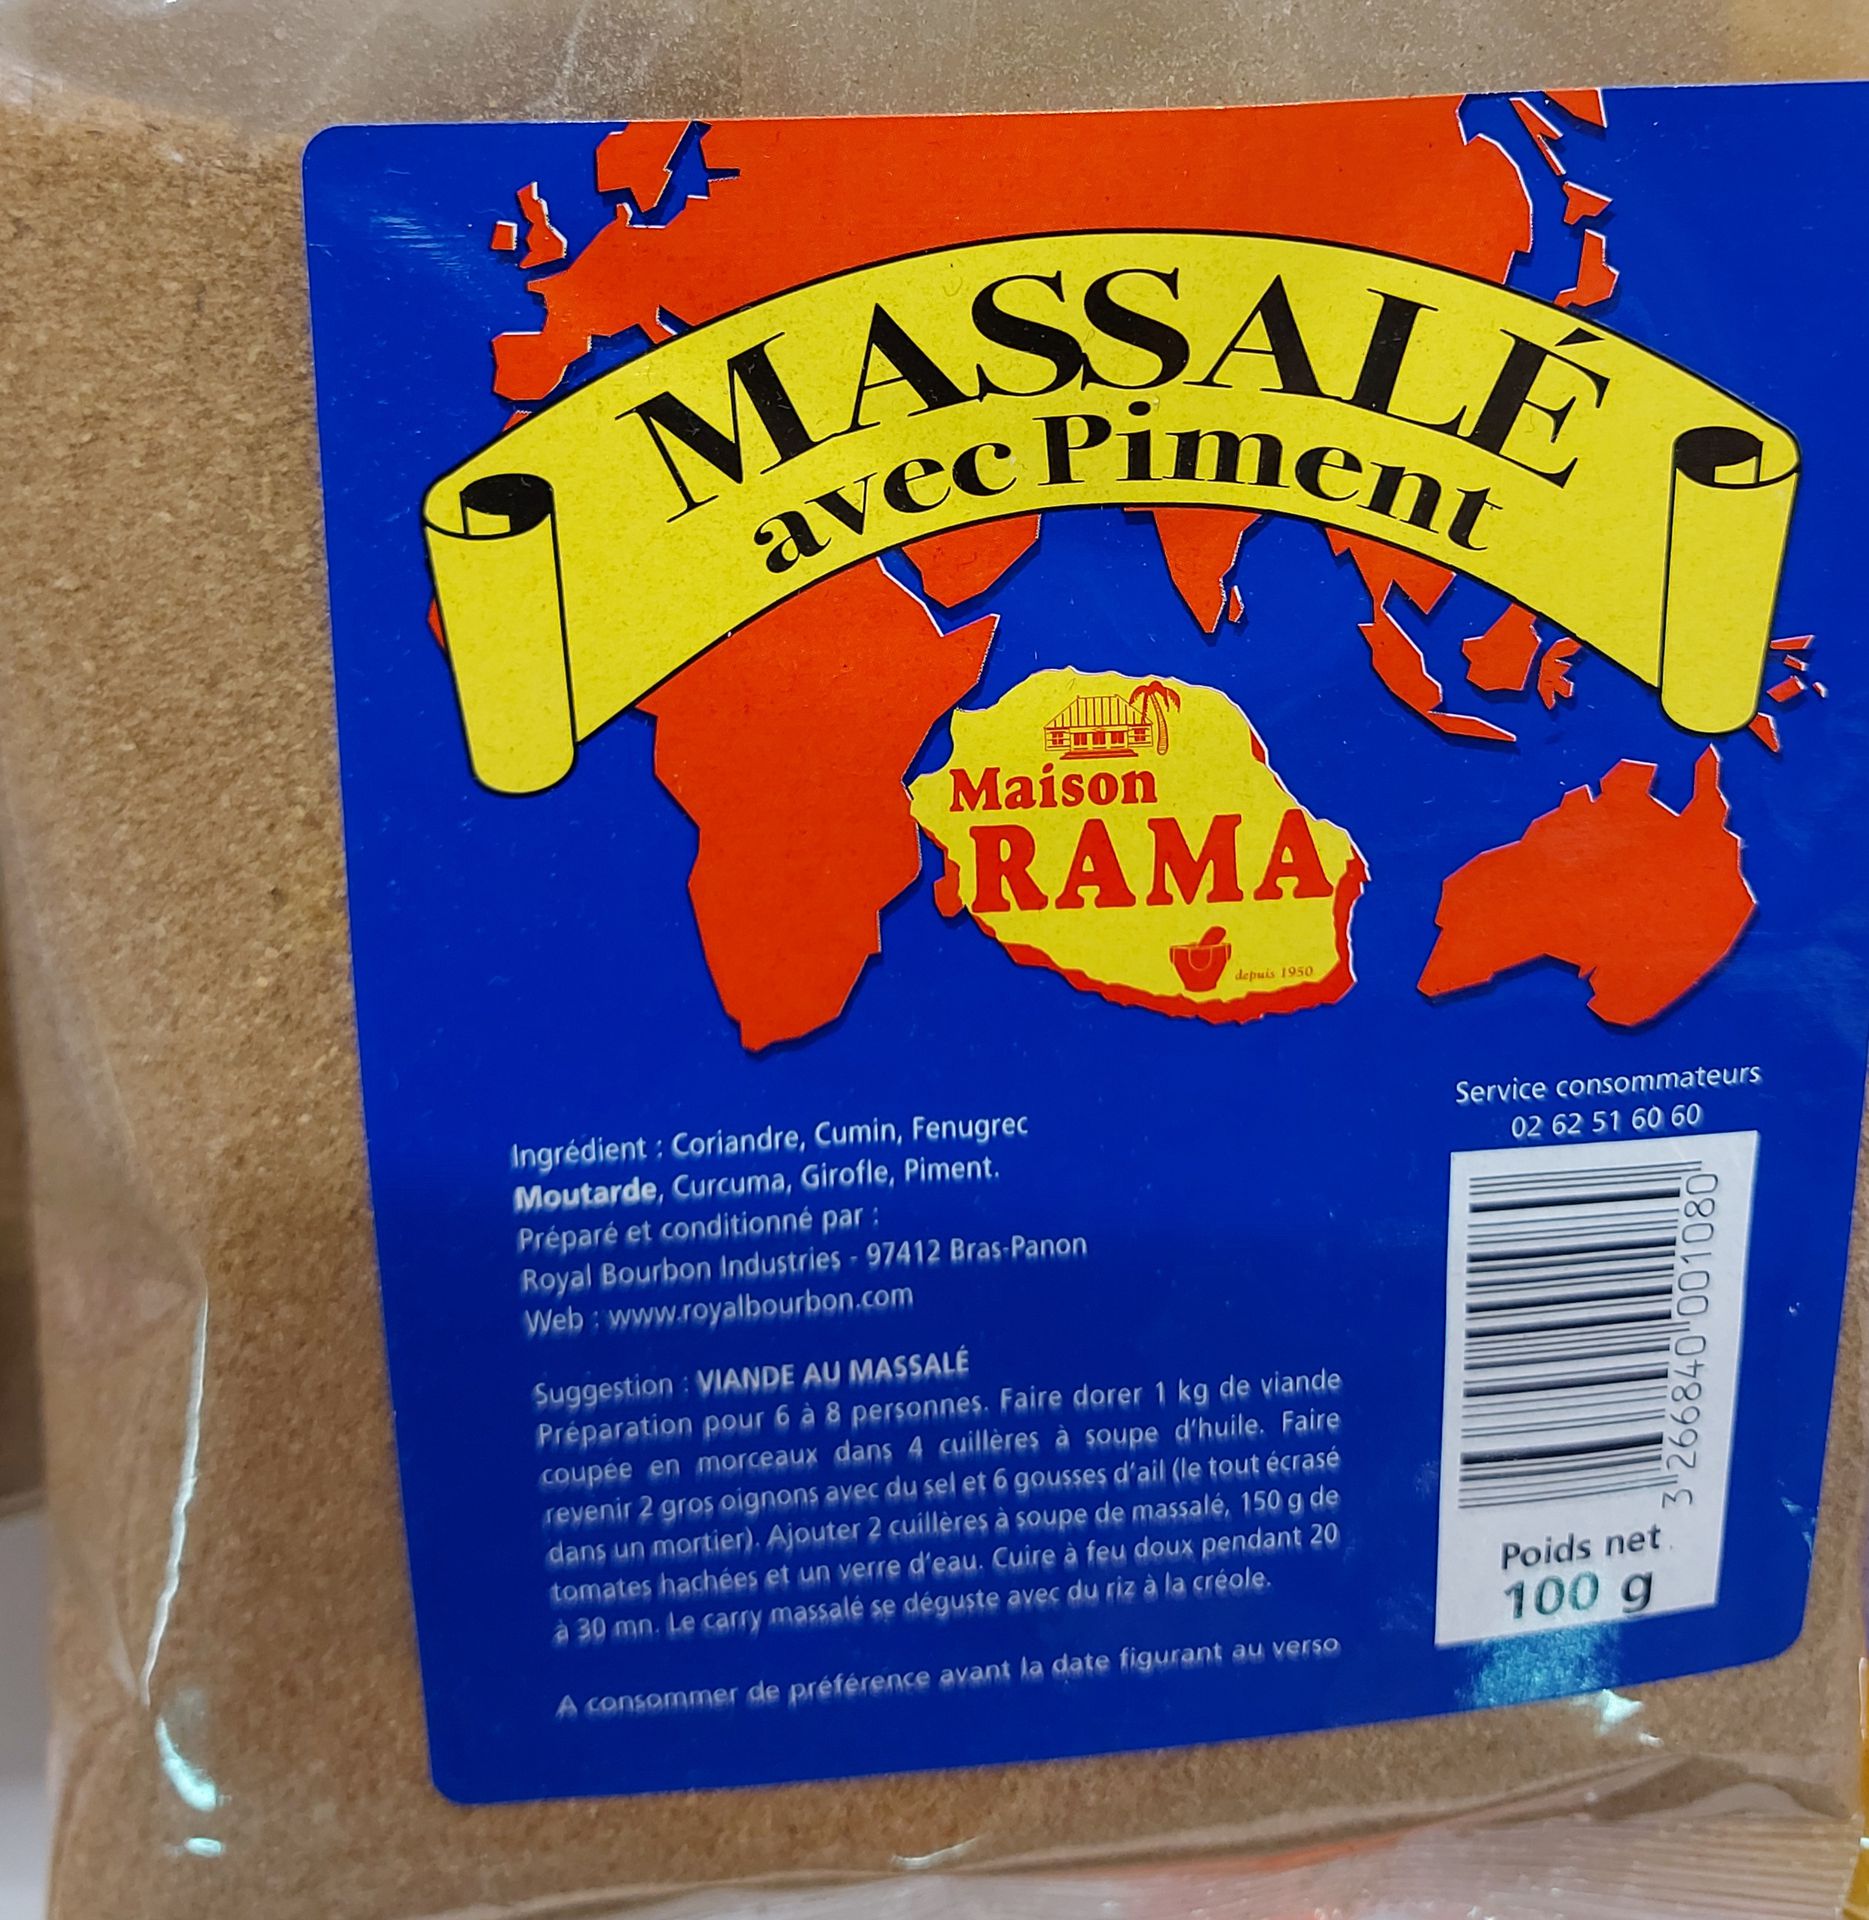 MASSALÉ
avec Piment
Maison
RAMA
depuis 1950
Ingrédient : Coriandre, Cumin, Fenugrec
Moutarde, Curcuma, Girofle, Piment.
Préparé et conditionné par :
Royal Bourbon Industries - 97412 Bras-Panon
Web : www.royalbourbon.com
Suggestion : VIANDE AU MASSALÉ
Préparation pour 6 à 8 personnes. Faire dorer 1 kg de viande
coupée en morceaux dans 4 cuillères à soupe d'huile. Faire
revenir 2 gros oignons avec du sel et 6 gousses d'ail (le tout écrasé
dans un mortier). Ajouter 2 cuillères à soupe de massalé, 150 g de
tomates hachées et un verre d'eau. Cuire à feu doux pendant 20
à 30 mn. Le carry massalé se déguste avec du riz à la créole.
A consommer de préférence avant la date figurant au verso
Service consommateurs
02 62 51 60 60
3 266840 001080
Poids net
100 g